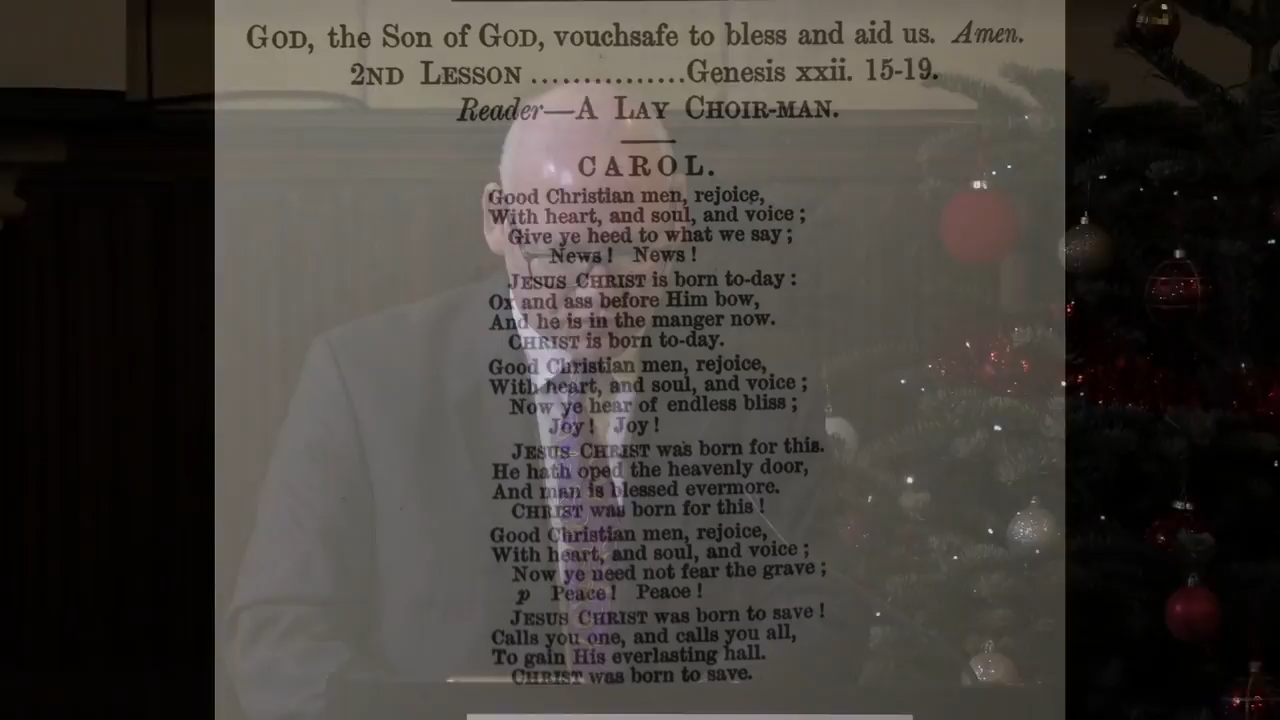 GOD, the Son of GOD, vouchsafe to bless and aid us. Amen.
2ND LESSON ...............Genesis xxii. 15-19.
Reader—A LAY CHOIR-MAN.
CAROL.
Good Christian men, rejoice,
With heart, and soul, and voice;
Give ye heed to what we say;
News! News!
JESUS CHRIST is born to-day:
Ox and ass before Him bow,
And he is in the manger now.
CHRIST is born to-day.
Good Christian men, rejoice,
With heart, and soul, and voice;
Now ye hear of endless bliss;
Joy! Joy!
JESUS CHRIST was born for this.
He hath oped the heavenly door,
And man is blessed evermore.
CHRIST was born for this!
Good Christian men, rejoice,
With heart, and soul, and voice;
Now ye need not fear the grave;
p Peace! Peace!
JESUS CHRIST was born to save!
Calls you one, and calls you all,
To gain His everlasting hall.
CHRIST was born to save.